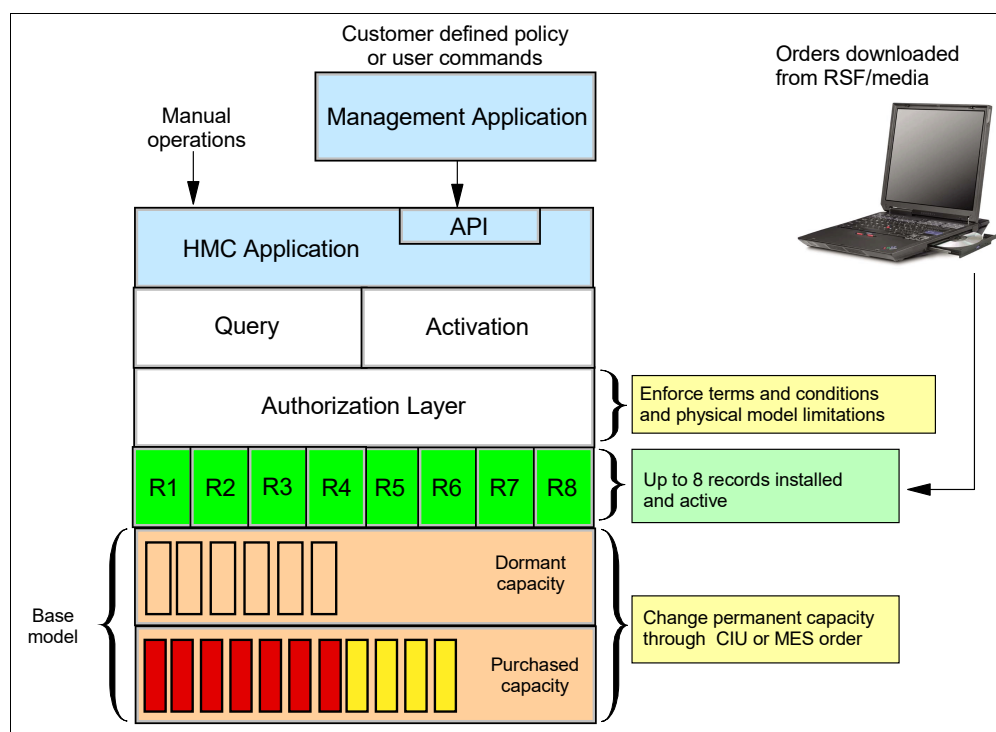 Customer defined policy
or user commands
Orders downloaded
from RSF/media
Management Application
Manual
operations
API
HMC Application
Query
Activation
Authorization Layer
Enforce terms and conditions
and physical model limitations
R1 R2 R3 R4 R5 R6 R7 R8
Up to 8 records installed
and active
Dormant
capacity
Base
model
Change permanent capacity
through CIU or MES order
Purchased
capacity